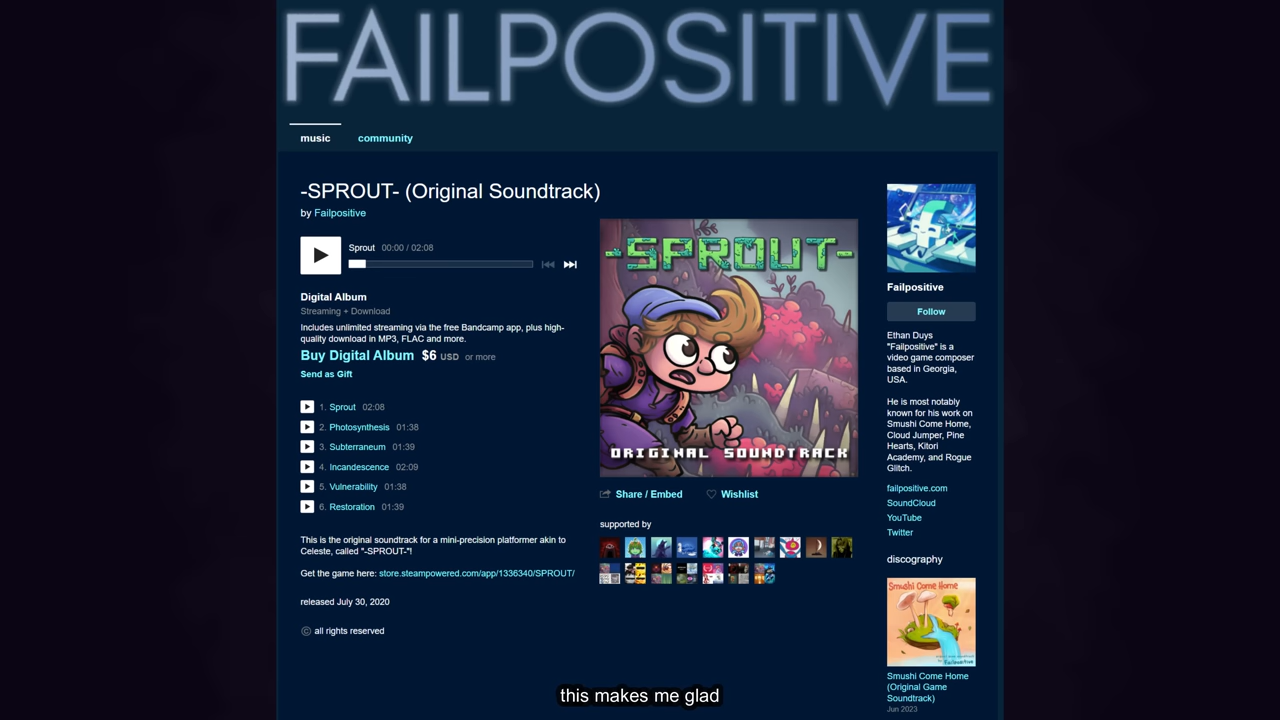 FAILPOSITIVE
music
community
-SPROUT- (Original Soundtrack)
by Failpositive
Sprout 00:00 / 02:08
Digital Album
Streaming + Download
Includes unlimited streaming via the free Bandcamp app, plus high-
quality download in MP3, FLAC and more.
Buy Digital Album $6 USD or more
Send as Gift
1. Sprout 02:08
2. Photosynthesis 01:38
3. Subterraneum 01:39
4. Incandescence 02:09
5. Vulnerability 01:38
6. Restoration 01:39
This is the original soundtrack for a mini-precision platformer akin to
Celeste, called "-SPROUT-"!
Get the game here: store.steampowered.com/app/1336340/SPROUT/
released July 30, 2020
© all rights reserved
-SPROUT-
ORIGINAL SOUNDTRACK
Share / Embed
Wishlist
supported by
Failpositive
Follow
Ethan Duys
"Failpositive" is a
video game composer
based in Georgia,
USA.
He is most notably
known for his work on
Smushi Come Home,
Cloud Jumper, Pine
Hearts, Kitori
Academy, and Rogue
Glitch.
failpositive.com
SoundCloud
YouTube
Twitter
discography
Smushi Come Home
Smushi Come Home
(Original Game
Soundtrack)
Jun 2023
this makes me glad